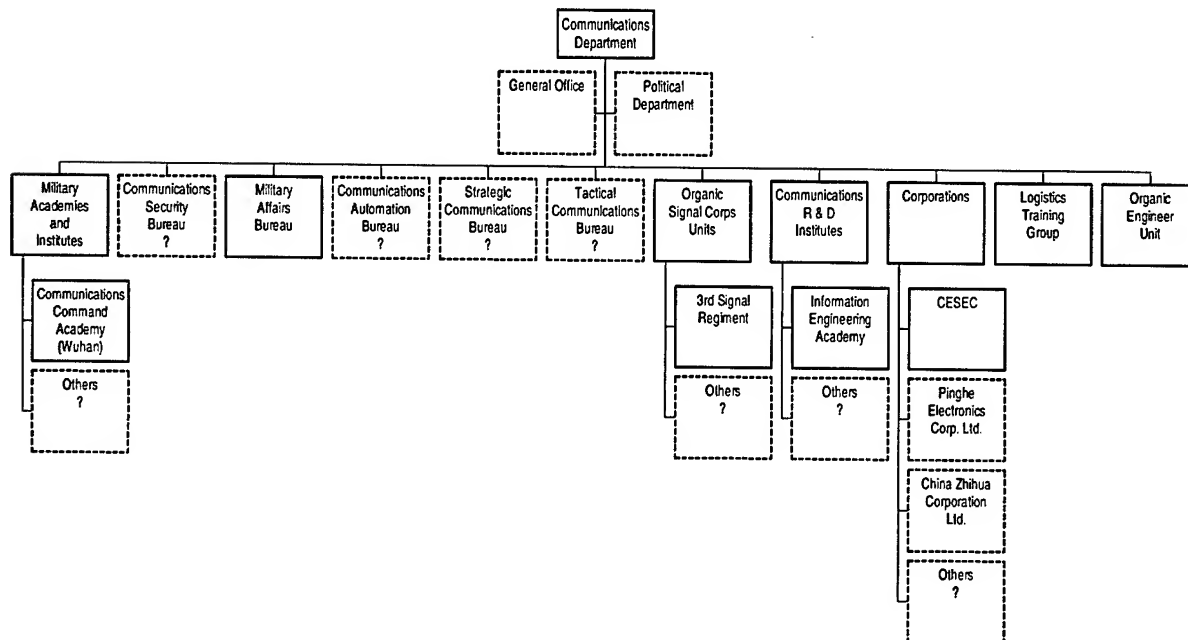 Communications
Department
General Office
Political
Department
Military
Academies
and
Institutes
Communications
Security
Bureau
?
Military
Affairs
Bureau
Communications
Automation
Bureau
?
Strategic
Communications
Bureau
?
Tactical
Communications
Bureau
?
Organic
Signal Corps
Units
Communications
R & D
Institutes
Corporations
Logistics
Training
Group
Organic
Engineer
Unit
Communications
Command
Academy
(Wuhan)
Others
?
3rd Signal
Regiment
Others
?
Information
Engineering
Academy
Others
?
CESEC
Pinghe
Electronics
Corp. Ltd.
China Zhihua
Corporation
Ltd.
Others
?